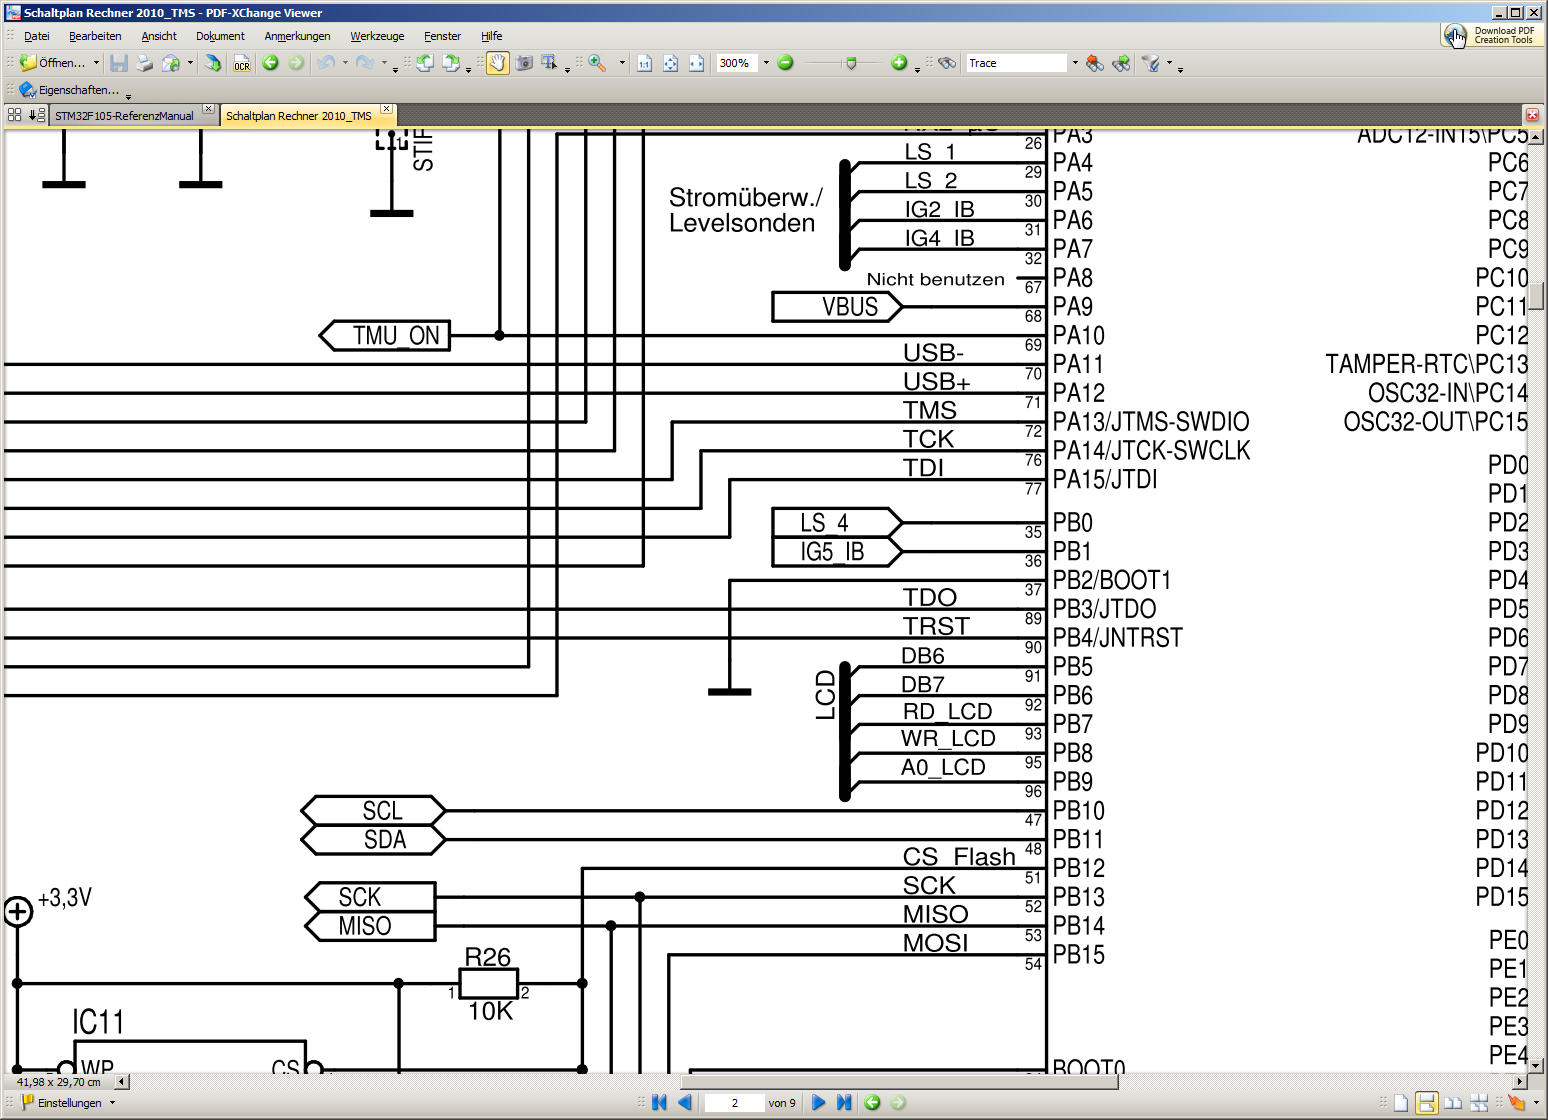 Schaltplan Rechner 2010_TMS - PDF-XChange Viewer
Datei Bearbeiten Ansicht Dokument Anmerkungen Werkzeuge Fenster Hilfe
Download PDF
Creation Tools
Öffnen... OCR 1:1 300% Trace
Eigenschaften...
STM32F105-ReferenzManual Schaltplan Rechner 2010_TMS
STIF
26 PA3 ADC12-IN15\PC5
LS_1 29 PA4 PC6
LS_2 30 PA5 PC7
Stromüberw./
Levelsonden
IG2_IB 31 PA6 PC8
IG4_IB 32 PA7 PC9
Nicht benutzen 67 PA8 PC10
VBUS 68 PA9 PC11
TMU_ON 69 PA10 PC12
USB- 70 PA11 TAMPER-RTC\PC13
USB+ 71 PA12 OSC32-IN\PC14
TMS 72 PA13/JTMS-SWDIO OSC32-OUT\PC15
TCK 76 PA14/JTCK-SWCLK
TDI 77 PA15/JTDI PD0
PD1
LS_4 35 PB0 PD2
IG5_IB 36 PB1 PD3
37 PB2/BOOT1 PD4
TDO 89 PB3/JTDO PD5
TRST 90 PB4/JNTRST PD6
LCD
DB6 91 PB5 PD7
DB7 92 PB6 PD8
RD_LCD 93 PB7 PD9
WR_LCD 95 PB8 PD10
A0_LCD 96 PB9 PD11
SCL 47 PB10 PD12
SDA 48 PB11 PD13
CS_Flash 51 PB12 PD14
+3,3V
SCK SCK 52 PB13 PD15
MISO MISO 53 PB14 PE0
MOSI 54 PB15
R26
1 2
10K
PE1
PE2
IC11
PE3
PE4
WP CS BOOT0
41,98 x 29,70 cm
Einstellungen 2 von 9